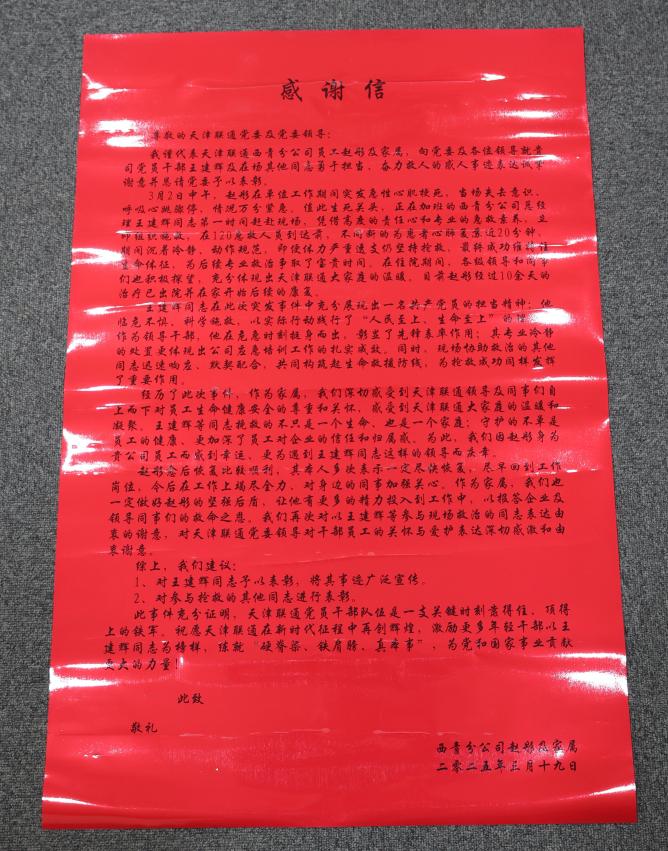 感谢信
尊敬的天津联通党委及党委领导：
我谨代表天津联通西青分公司员工赵彤及家属，向党委及各位领导就贵
司党员干部王建辉及在场其他同志勇于担当、奋力救人的感人事迹表达诚挚
谢意并恳请党委予以表彰。
3月2日中午，赵彤在单位工作期间突发急性心肌梗死，当场失去意识、
呼吸心跳骤停，情况万分紧急。值此生死关头，正在加班的西青分公司总经
理王建辉同志第一时间赶赴现场，凭借高度的责任心和专业的急救素养，立
即组织施救，在120急救人员到达前，不间断的为患者心肺复苏近20分钟，
期间沉着冷静、动作规范，即使体力严重透支仍坚持抢救，最终成功维持住
生命体征，为后续专业救治争取了宝贵时间。在住院期间，各级领导和同事
们也积极探望，充分体现出天津联通大家庭的温暖。目前赵彤经过10余天的
治疗已出院并在家开始后续的康复。
王建辉同志在此次突发事件中充分展现出一名共产党员的担当精神：他
临危不惧、科学施救，以实际行动践行了“人民至上，生命至上”的
作为领导干部，他在危急时刻挺身而出，彰显了先锋表率作用；其专业冷静
的处置更体现出公司应急培训工作的扎实成效。同时，现场协助救治的其他
同志迅速响应、默契配合，共同构筑起生命救援防线，为抢救成功同样发挥
了重要作用。
经历了此次事件，作为家属，我们深切感受到天津联通领导及同事们自
上而下对员工生命健康安全的尊重和关怀，感受到天津联通大家庭的温暖和
凝聚。王建辉等同志挽救的不只是一个生命，也是一个家庭；守护的不单是
员工的健康、更加深了员工对企业的信任和归属感。为此，我们因赵彤身为
贵公司员工而感到幸运、更为遇到王建辉这样的领导而庆幸。
赵彤愈后恢复比较顺利，其本人多次表示一定尽快恢复，尽早回到工作
岗位，今后在工作上竭尽全力，对身边的同事加强关心。作为家属，我们也
一定做好赵彤的坚强后盾，让他有更多的精力投入到工作中，以报答企业及
领导同事们的救命之恩。我们再次对以王建辉等参与现场救治的同志表达由
衷的谢意，对天津联通党委领导对干部员工的关怀与爱护表达深切感激和由
衷谢意。
综上，我们建议：
1、对王建辉同志予以表彰，将其事迹广泛宣传。
2、对参与抢救的其他同志进行表彰。
此事件充分证明，天津联通党员干部队伍是一支关键时刻豁得住、顶得
上的铁军。祝愿天津联通在新时代征程中再创辉煌，激励更多年轻干部以王
建辉同志为榜样，练就“硬脊梁、铁肩膀、真本事”，为党和国家事业贡献
更大的力量！
此致
敬礼
西青分公司赵彤及家属
二零二五年三月十九日